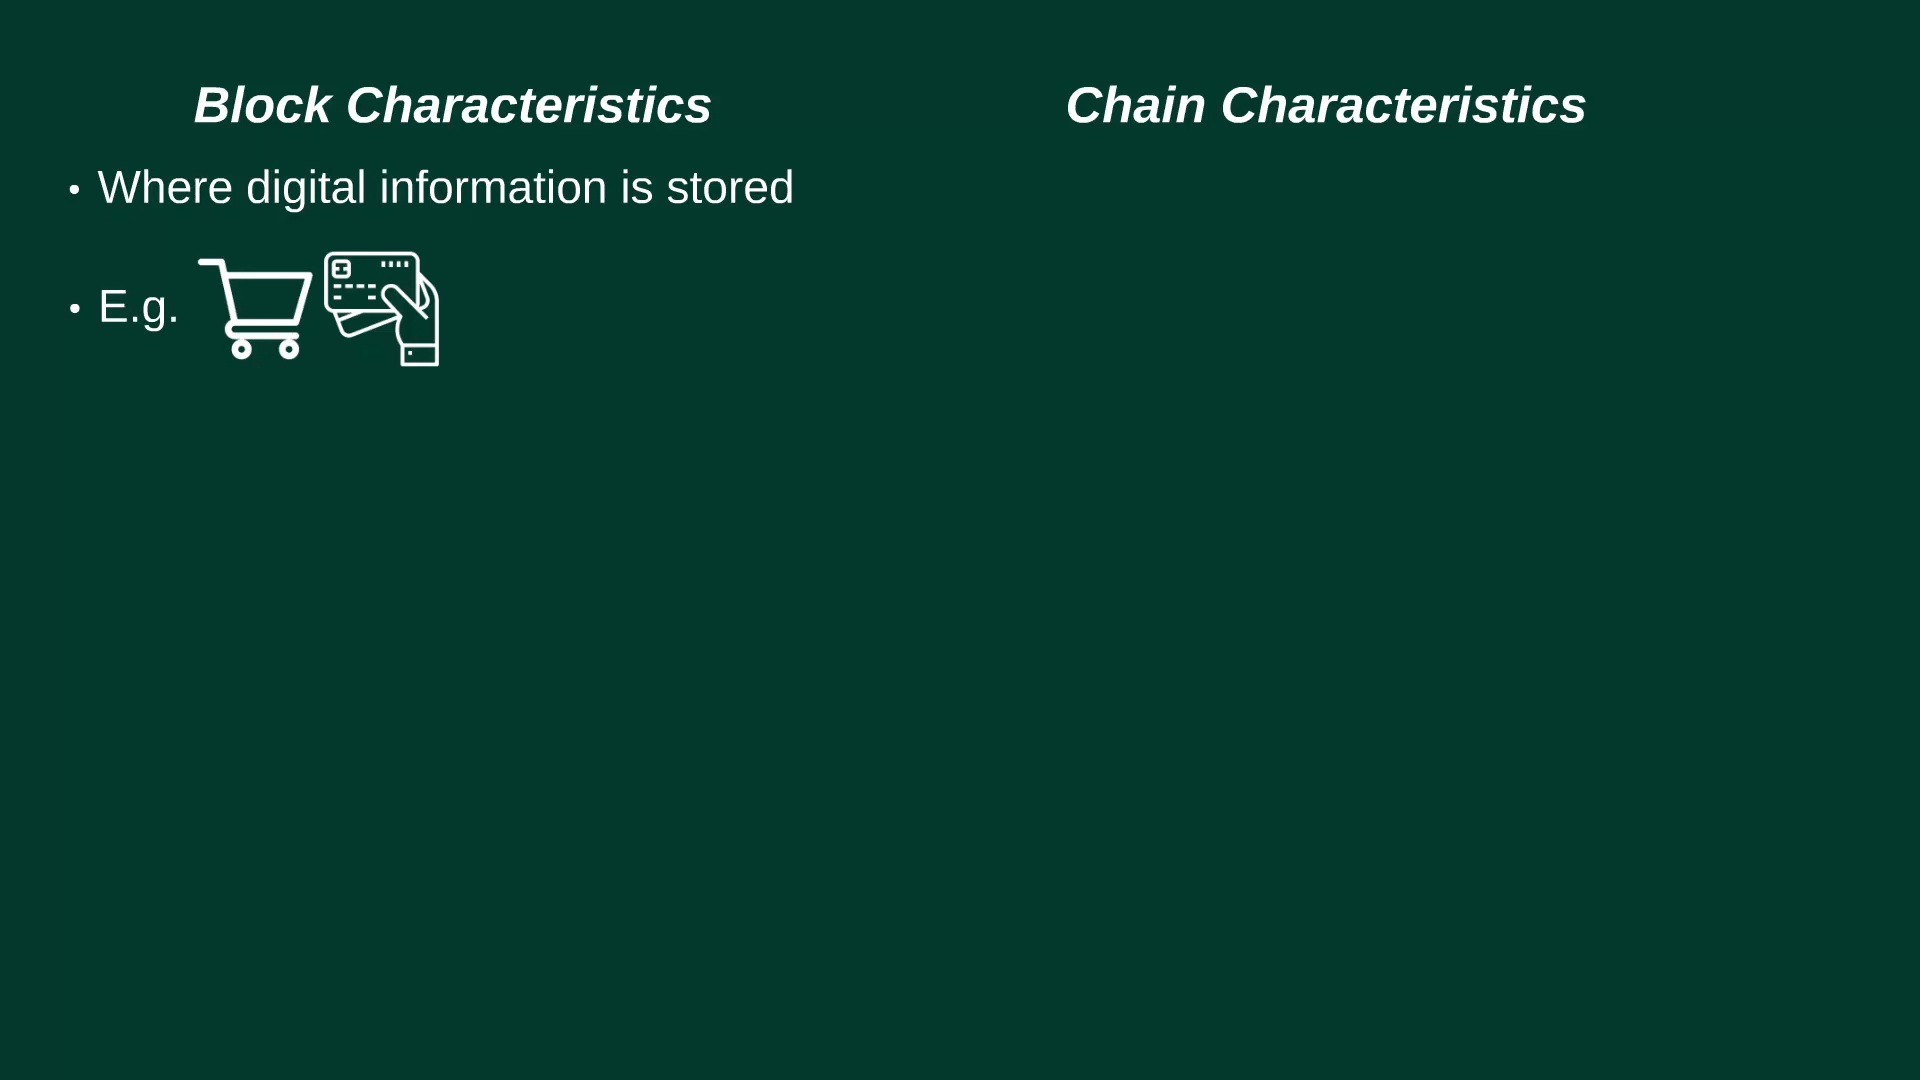 Block Characteristics
Chain Characteristics
• Where digital information is stored
• E.g.